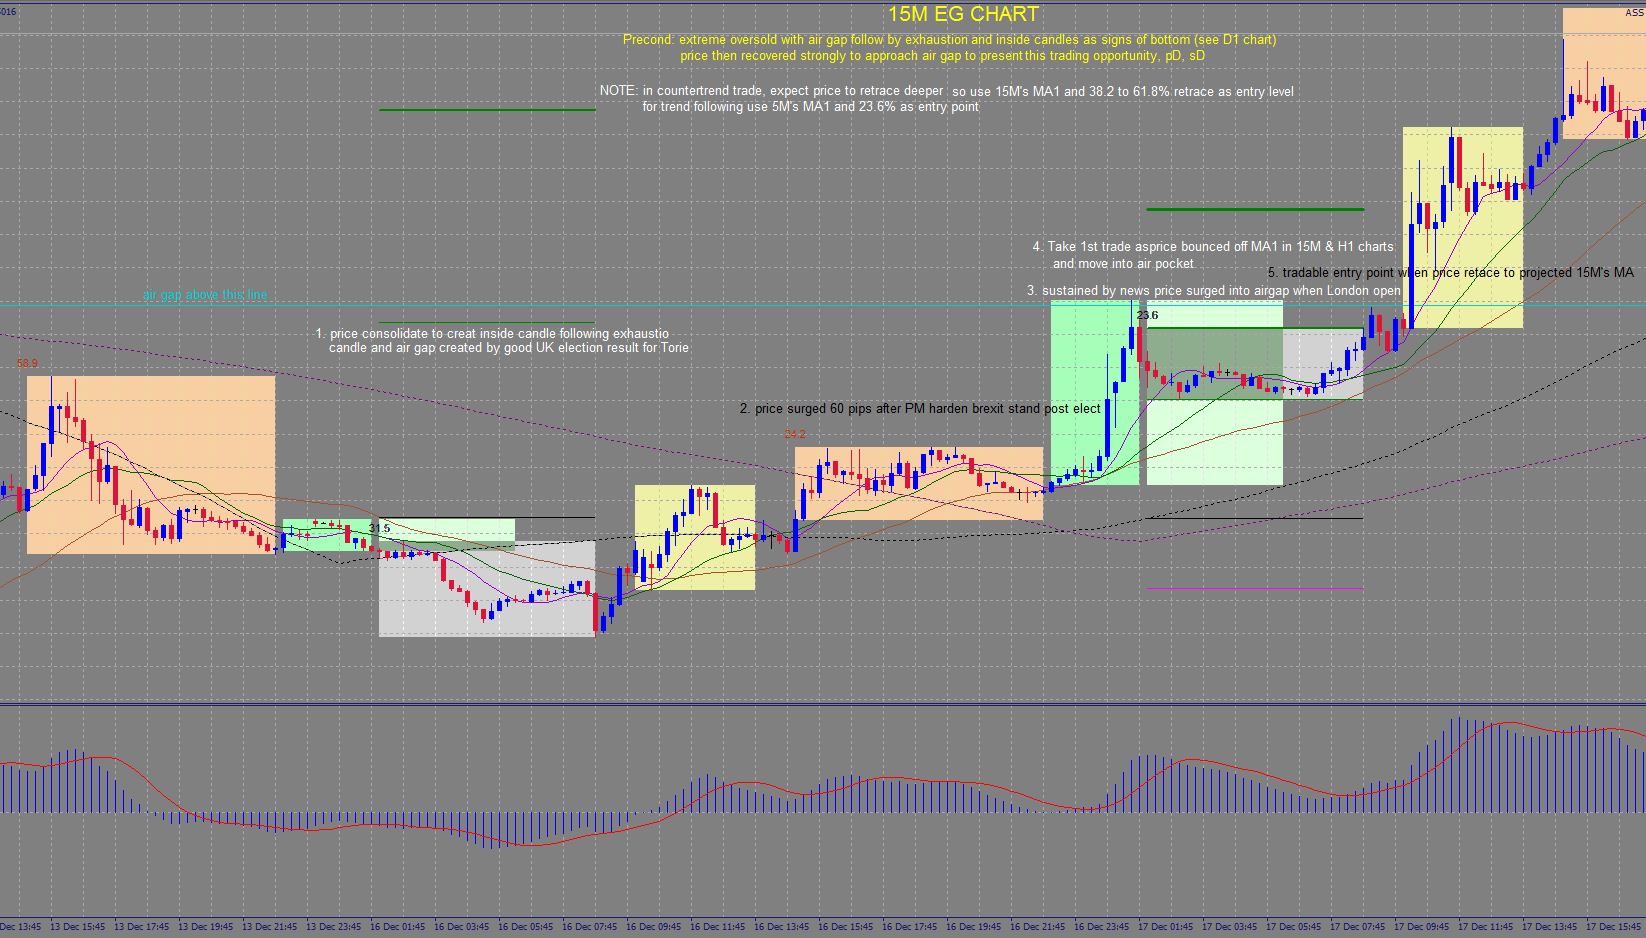 5016
15M EG CHART
ASS
Precond: extreme oversold with air gap follow by exhaustion and inside candles as signs of bottom (see D1 chart)
price then recovered strongly to approach air gap to present this trading opportunity, pD, sD
NOTE: in countertrend trade, expect price to retrace deeper so use 15M's MA1 and 38.2 to 61.8% retrace as entry level
for trend following use 5M's MA1 and 23.6% as entry point
4. Take 1st trade asprice bounced off MA1 in 15M & H1 charts
and move into air pocket.
5. tradable entry point when price retace to projected 15M's MA
3. sustained by news price surged into airgap when London open
air gap above this line
23.6
1. price consolidate to creat inside candle following exhaustio
candle and air gap created by good UK election result for Torie
58.9
2. price surged 60 pips after PM harden brexit stand post elect
24.2
31.5
Dec 13:45
13 Dec 15:45
13 Dec 17:45
13 Dec 19:45
13 Dec 21:45
13 Dec 23:45
16 Dec 01:45
16 Dec 03:45
16 Dec 05:45
16 Dec 07:45
16 Dec 09:45
16 Dec 11:45
16 Dec 13:45
16 Dec 15:45
16 Dec 17:45
16 Dec 19:45
16 Dec 21:45
16 Dec 23:45
17 Dec 01:45
17 Dec 03:45
17 Dec 05:45
17 Dec 07:45
17 Dec 09:45
17 Dec 11:45
17 Dec 13:45
17 Dec 15:45